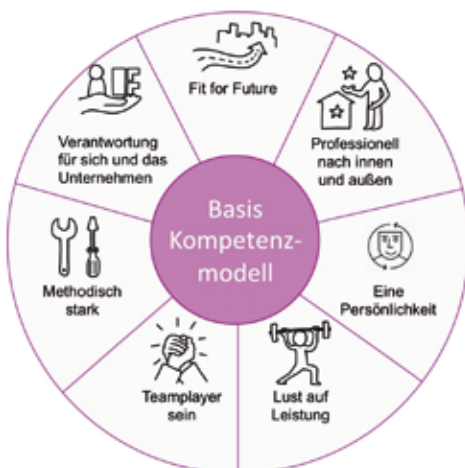 Fit for Future
Professionell
nach innen
und außen
Eine
Persönlichkeit
Lust auf
Leistung
Teamplayer
sein
Methodisch
stark
Verantwortung
für sich und das
Unternehmen
Basis
Kompetenz-
modell